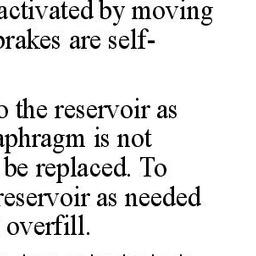 activated by moving
brakes are self-
o the reservoir as
aphragm is not
be replaced. To
reservoir as needed
overfill.